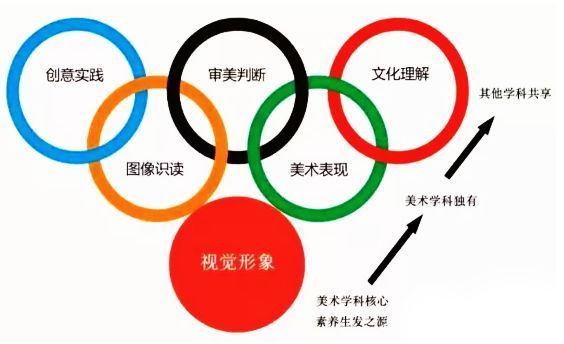 创意实践
审美判断
文化理解
其他学科共享
图像识读
美术表现
美术学科独有
视觉形象
美术学科核心
素养生发之源